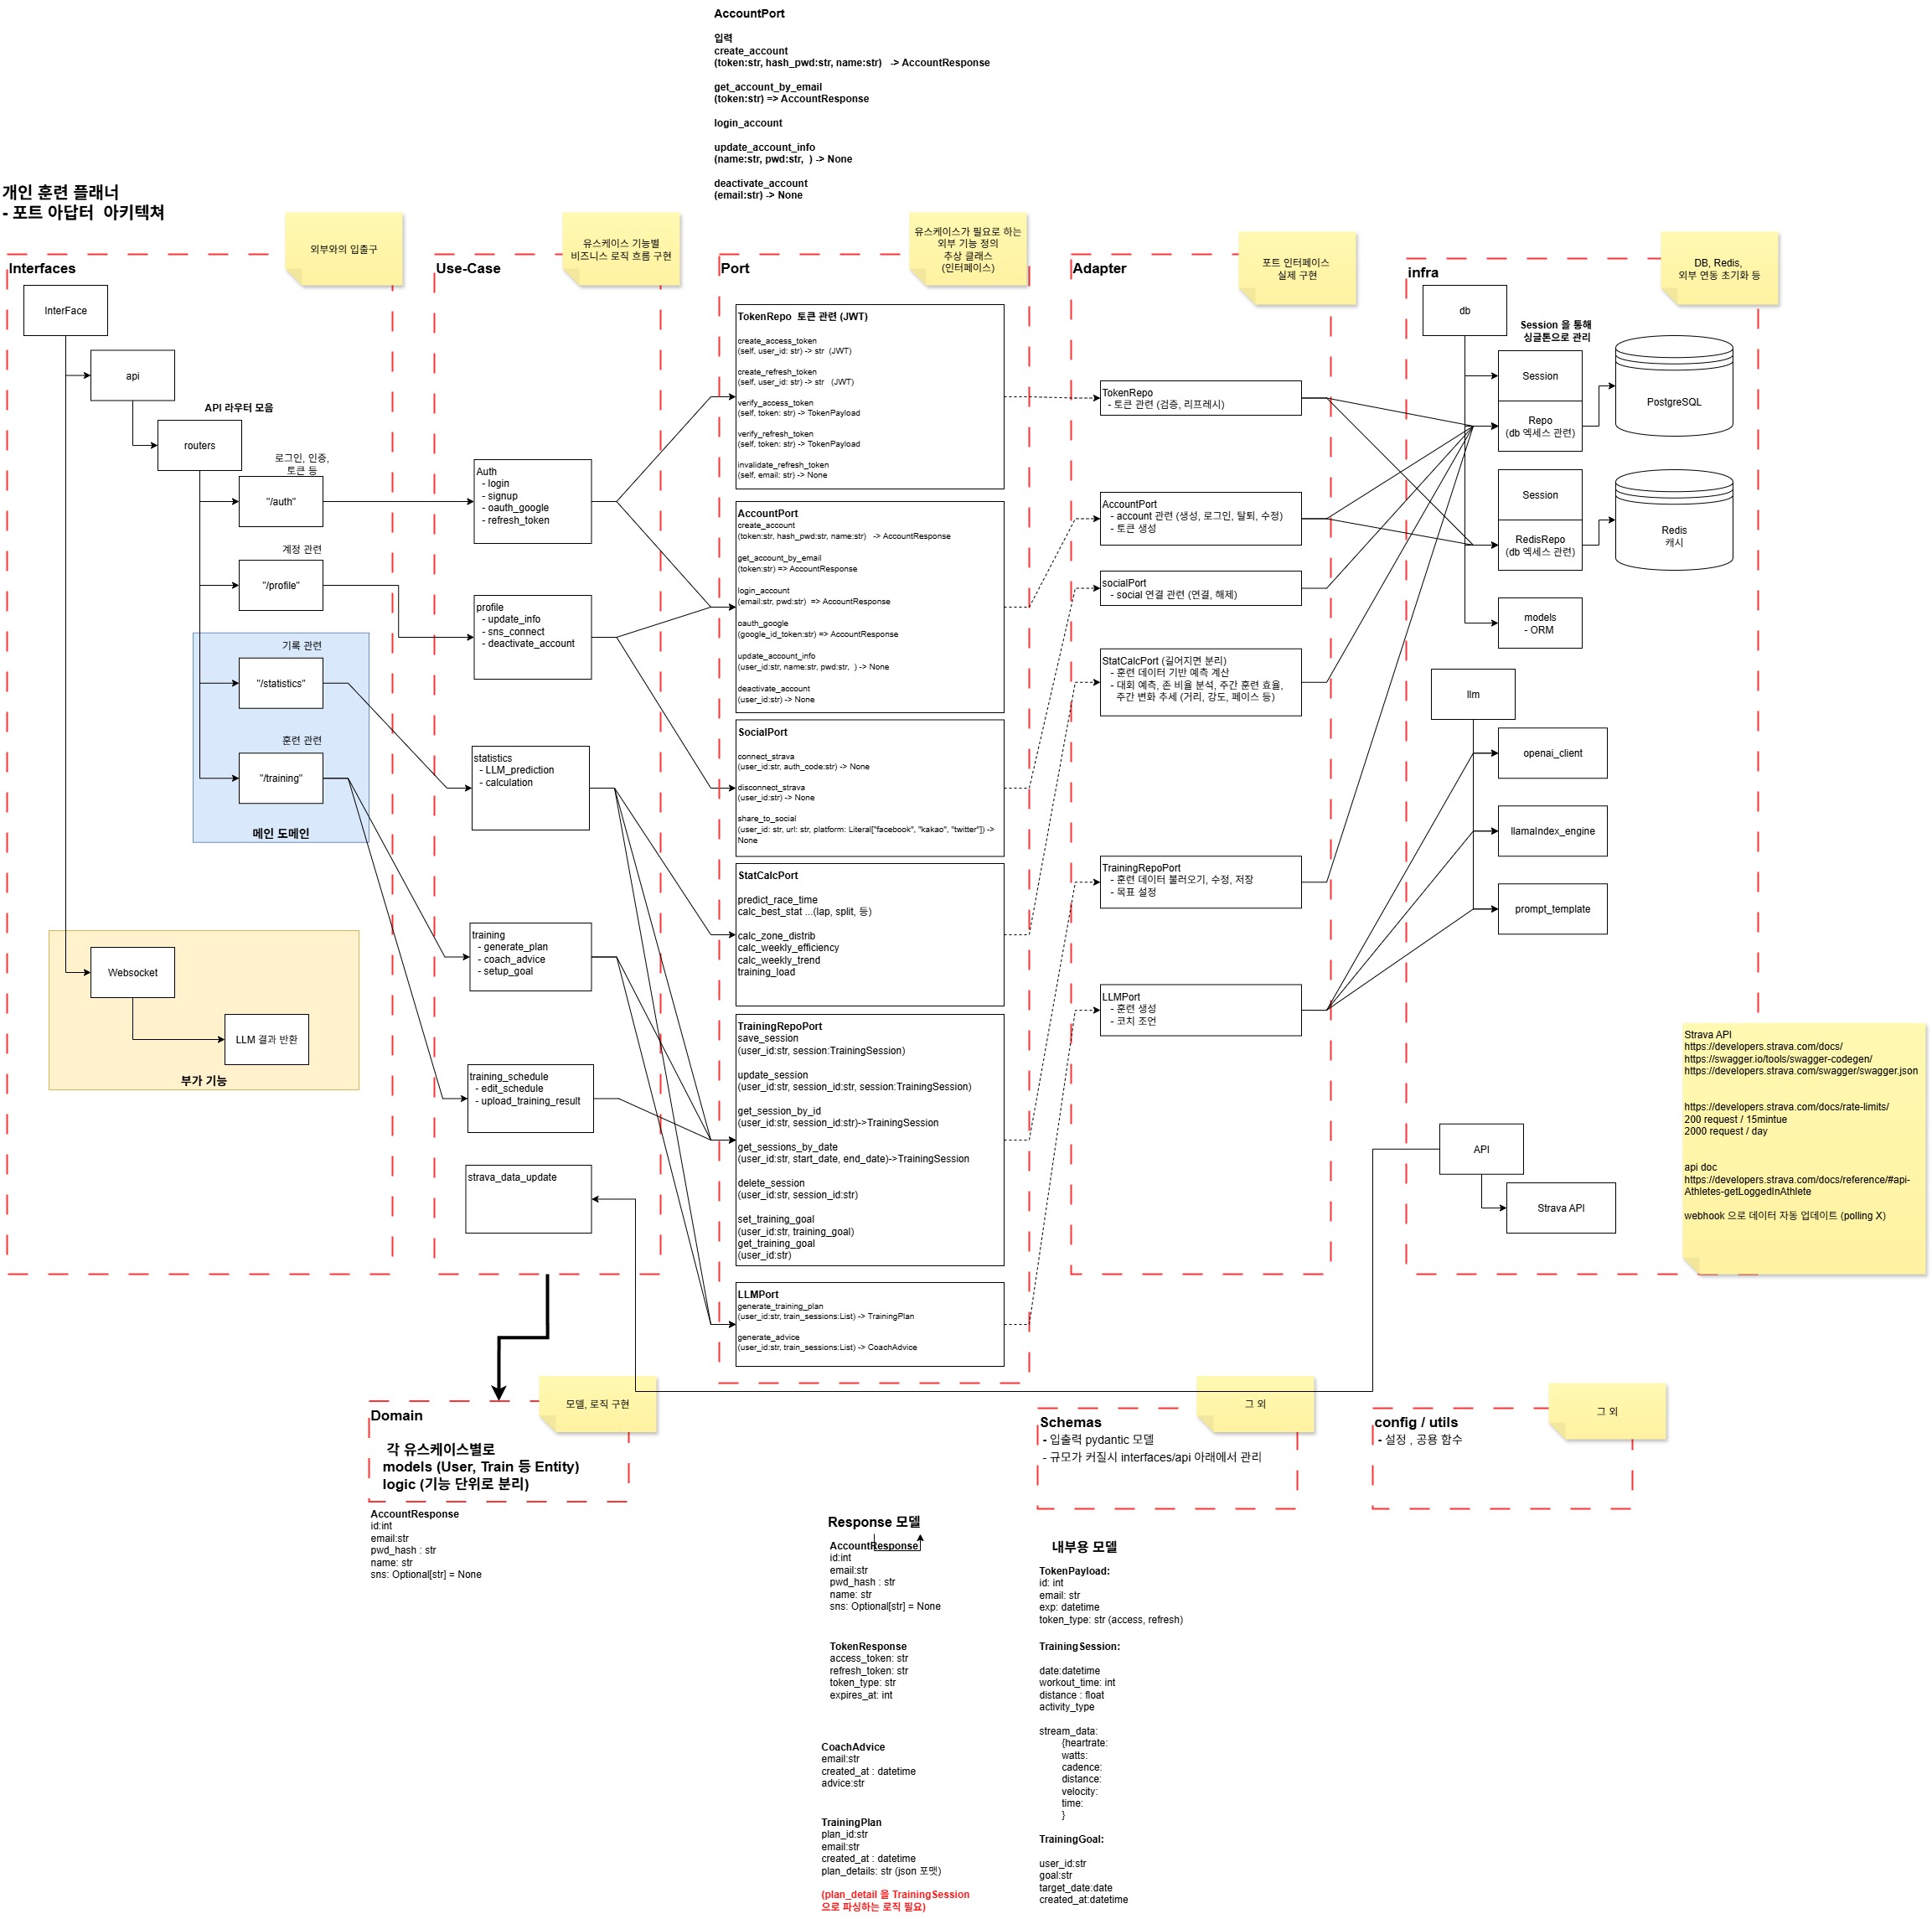 AccountPort
입력
create_account
(token:str, hash_pwd:str, name:str)   -> AccountResponse
get_account_by_email
(token:str) => AccountResponse
login_account
update_account_info
(name:str, pwd:str,  ) -> None
deactivate_account
(email:str) -> None
개인 훈련 플래너
- 포트 아답터  아키텍쳐
외부와의 입출구
Interfaces
InterFace
api
API 라우터 모음
routers
로그인, 인증,
토큰 등
"/auth"
계정 관련
"/profile"
기록 관련
"/statistics"
훈련 관련
"/training"
메인 도메인
Websocket
LLM 결과 반환
부가 기능
유스케이스 기능별
비즈니스 로직 흐름 구현
Use-Case
Auth
- login
- signup
- oauth_google
- refresh_token
profile
- update_info
- sns_connect
- deactivate_account
statistics
- LLM_prediction
- calculation
training
- generate_plan
- coach_advice
- setup_goal
training_schedule
- edit_schedule
- upload_training_result
strava_data_update
유스케이스가 필요로 하는
외부 기능 정의
추상 클래스
(인터페이스)
Port
TokenRepo  토큰 관련 (JWT)
create_access_token
(self, user_id: str) -> str  (JWT)
create_refresh_token
(self, user_id: str) -> str   (JWT)
verify_access_token
(self, token: str) -> TokenPayload
verify_refresh_token
(self, token: str) -> TokenPayload
invalidate_refresh_token
(self, email: str) -> None
AccountPort
create_account
(token:str, hash_pwd:str, name:str)   -> AccountResponse
get_account_by_email
(token:str) => AccountResponse
login_account
(email:str, pwd:str)  => AccountResponse
oauth_google
(google_id_token:str) => AccountResponse
update_account_info
(user_id:str, name:str, pwd:str,  ) -> None
deactivate_account
(user_id:str) -> None
SocialPort
connect_strava
(user_id:str, auth_code:str) -> None
disconnect_strava
(user_id:str) -> None
share_to_social
(user_id: str, url: str, platform: Literal["facebook", "kakao", "twitter"]) ->
None
StatCalcPort
predict_race_time
calc_best_stat ...(lap, split, 등)
calc_zone_distrib
calc_weekly_efficiency
calc_weekly_trend
training_load
TrainingRepoPort
save_session
(user_id:str, session:TrainingSession)
update_session
(user_id:str, session_id:str, session:TrainingSession)
get_session_by_id
(user_id:str, session_id:str)->TrainingSession
get_sessions_by_date
(user_id:str, start_date, end_date)->TrainingSession
delete_session
(user_id:str, session_id:str)
set_training_goal
(user_id:str, training_goal)
get_training_goal
(user_id:str)
LLMPort
generate_training_plan
(user_id:str, train_sessions:List) -> TrainingPlan
generate_advice
(user_id:str, train_sessions:List) -> CoachAdvice
포트 인터페이스
실제 구현
Adapter
TokenRepo
- 토큰 관련 (검증, 리프레시)
AccountPort
- account 관련 (생성, 로그인, 탈퇴, 수정)
- 토큰 생성
socialPort
- social 연결 관련 (연결, 해제)
StatCalcPort (길어지면 분리)
- 훈련 데이터 기반 예측 계산
- 대회 예측, 존 비율 분석, 주간 훈련 효율,
주간 변화 추세 (거리, 강도, 페이스 등)
TrainingRepoPort
- 훈련 데이터 불러오기, 수정, 저장
- 목표 설정
LLMPort
- 훈련 생성
- 코치 조언
DB, Redis,
외부 연동 초기화 등
infra
db
Session 을 통해
싱글톤으로 관리
Session
Repo
(db 엑세스 관련)
PostgreSQL
Session
RedisRepo
(db 엑세스 관련)
Redis
캐시
models
- ORM
llm
openai_client
llamaIndex_engine
prompt_template
API
Strava API
Strava API
https://developers.strava.com/docs/
https://swagger.io/tools/swagger-codegen/
https://developers.strava.com/swagger/swagger.json
https://developers.strava.com/docs/rate-limits/
200 request / 15mintue
2000 request / day
api doc
https://developers.strava.com/docs/reference/#api-
Athletes-getLoggedInAthlete
webhook 으로 데이터 자동 업데이트 (polling X)
모델, 로직 구현
Domain
각 유스케이스별로
models (User, Train 등 Entity)
logic (기능 단위로 분리)
AccountResponse
id:int
email:str
pwd_hash : str
name: str
sns: Optional[str] = None
그 외
Schemas
- 입출력 pydantic 모델
- 규모가 커질시 interfaces/api 아래에서 관리
그 외
config / utils
- 설정 , 공용 함수
Response 모델
AccountResponse
id:int
email:str
pwd_hash : str
name: str
sns: Optional[str] = None
TokenResponse
access_token: str
refresh_token: str
token_type: str
expires_at: int
CoachAdvice
email:str
created_at : datetime
advice:str
TrainingPlan
plan_id:str
email:str
created_at : datetime
plan_details: str (json 포맷)
(plan_detail 을 TrainingSession
으로 파싱하는 로직 필요)
내부용 모델
TokenPayload:
id: int
email: str
exp: datetime
token_type: str (access, refresh)
TrainingSession:
date:datetime
workout_time: int
distance : float
activity_type
stream_data:
{heartrate:
watts:
cadence:
distance:
velocity:
time:
}
TrainingGoal:
user_id:str
goal:str
target_date:date
created_at:datetime